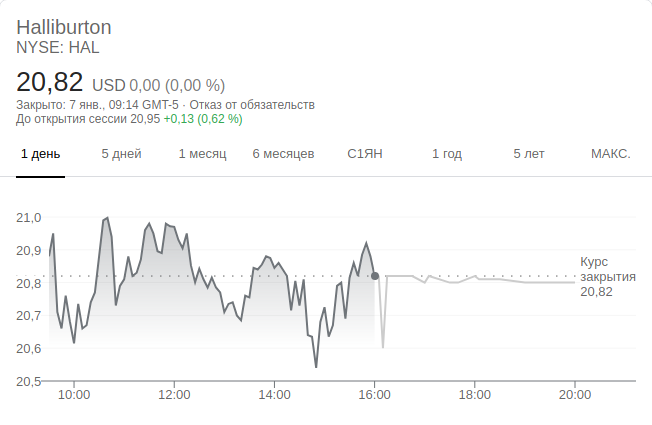 Halliburton
NYSE: HAL
20,82 USD 0,00 (0,00 %)
Закрыто: 7 янв., 09:14 GMT-5 · Отказ от обязательств
До открытия сессии 20,95 +0,13 (0,62 %)
1 день 5 дней 1 месяц 6 месяцев С1ЯН 1 год 5 лет МАКС.
21,0
20,9
Курс
закрытия
20,82
20,8
20,7
20,6
20,5
10:00 12:00 14:00 16:00 18:00 20:00